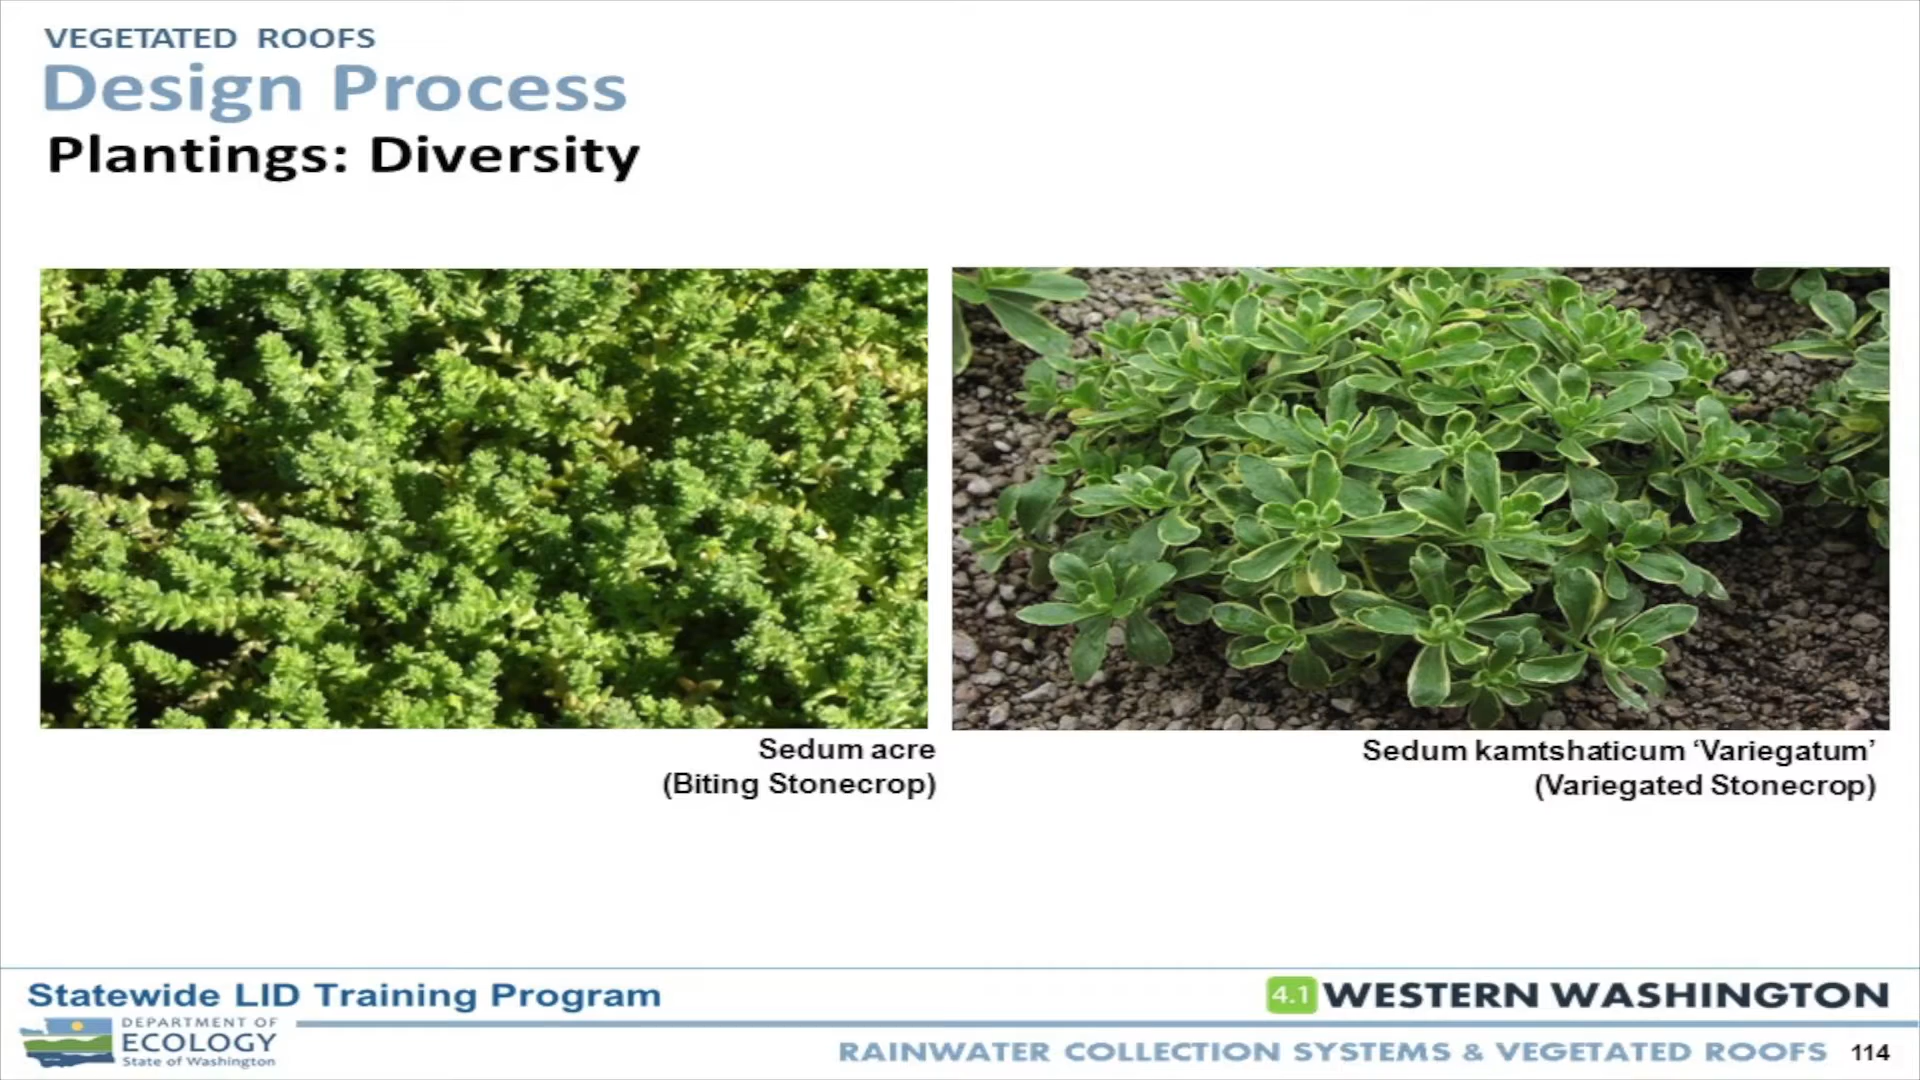 VEGETATED ROOFS
Design Process
Plantings: Diversity
Sedum acre
(Biting Stonecrop)
Sedum kamtshaticum ‘Variegatum’
(Variegated Stonecrop)
Statewide LID Training Program
4.1 WESTERN WASHINGTON
DEPARTMENT OF
ECOLOGY
State of Washington
RAINWATER COLLECTION SYSTEMS & VEGETATED ROOFS 114